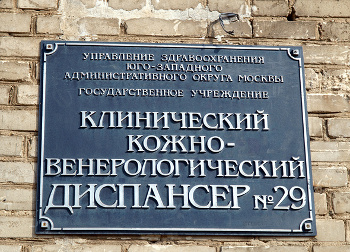 УПРАВЛЕНИЕ ЗДРАВООХРАНЕНИЯ
ЮГО-ЗАПАДНОГО
АДМИНИСТРАТИВНОГО ОКРУГА МОСКВЫ
ГОСУДАРСТВЕННОЕ УЧРЕЖДЕНИЕ
КЛИНИЧЕСКИЙ
КОЖНО-
ВЕНЕРОЛОГИЧЕСКИЙ
ДИСПАНСЕР №29